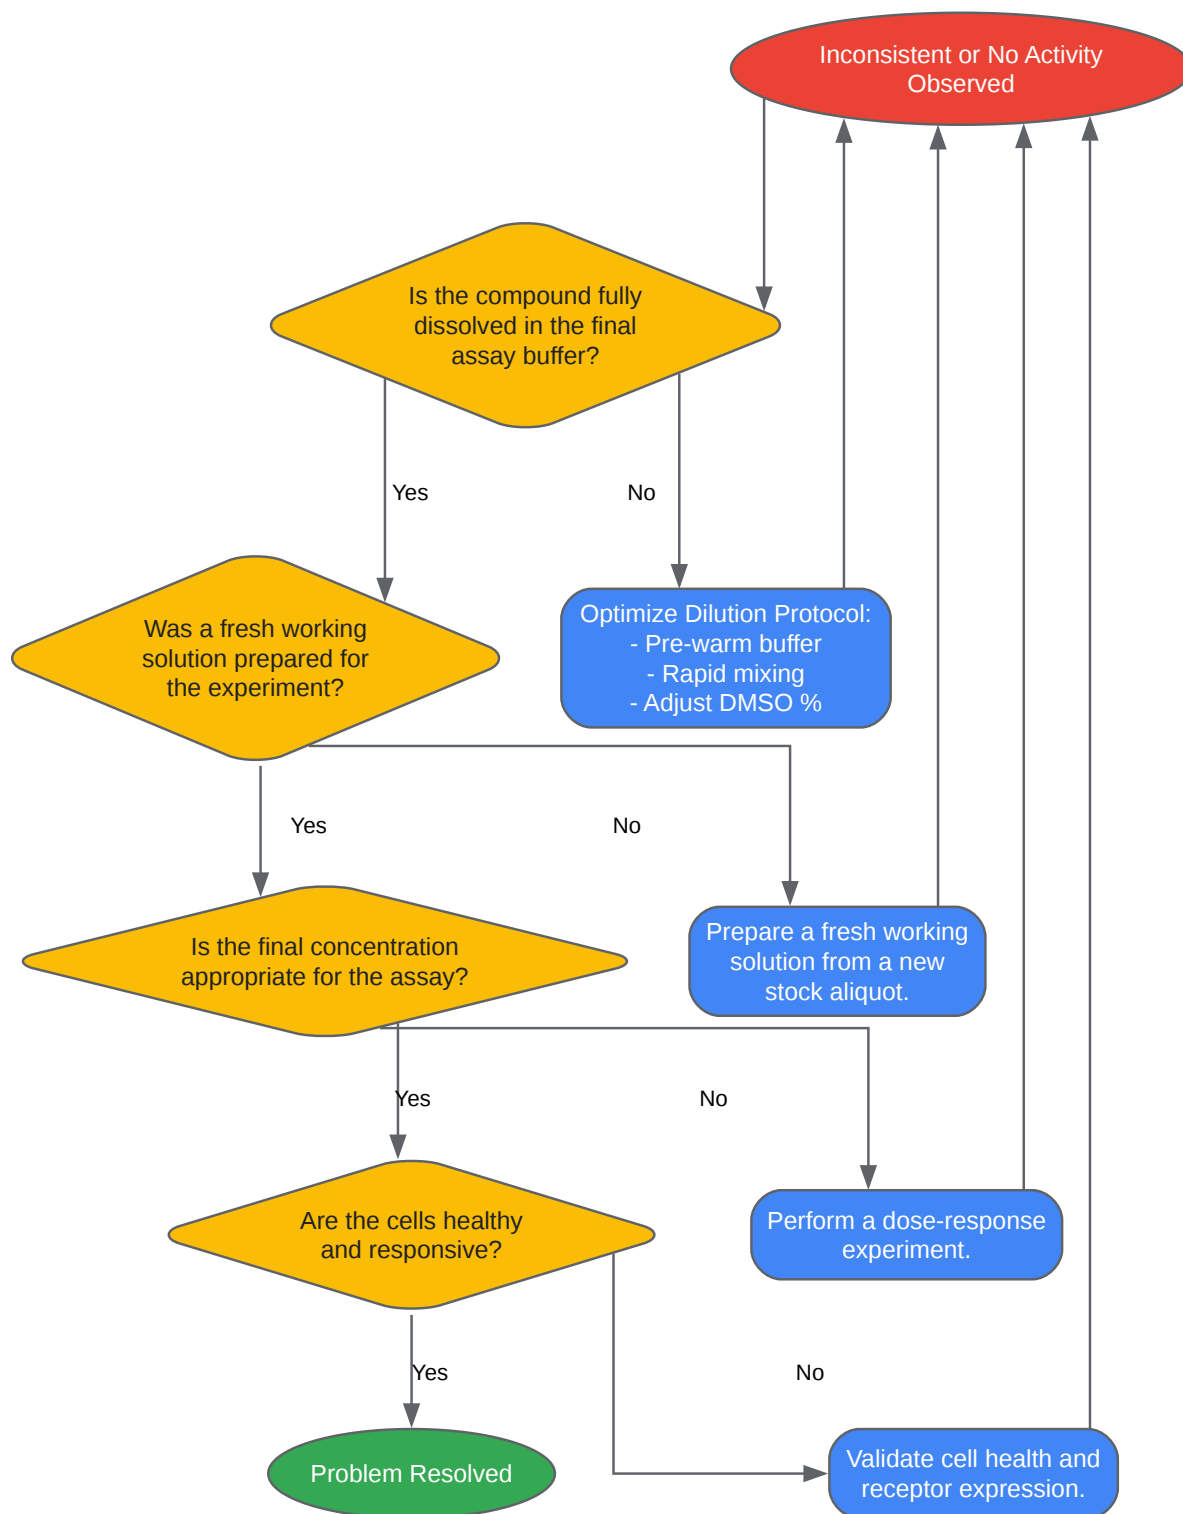 Inconsistent or No Activity
Observed
Is the compound fully
dissolved in the final
assay buffer?
Yes
No
Was a fresh working
solution prepared for
the experiment?
Optimize Dilution Protocol:
- Pre-warm buffer
- Rapid mixing
- Adjust DMSO %
Yes
No
Is the final concentration
appropriate for the assay?
Prepare a fresh working
solution from a new
stock aliquot.
Yes
No
Are the cells healthy
and responsive?
Perform a dose-response
experiment.
Yes
No
Problem Resolved
Validate cell health and
receptor expression.